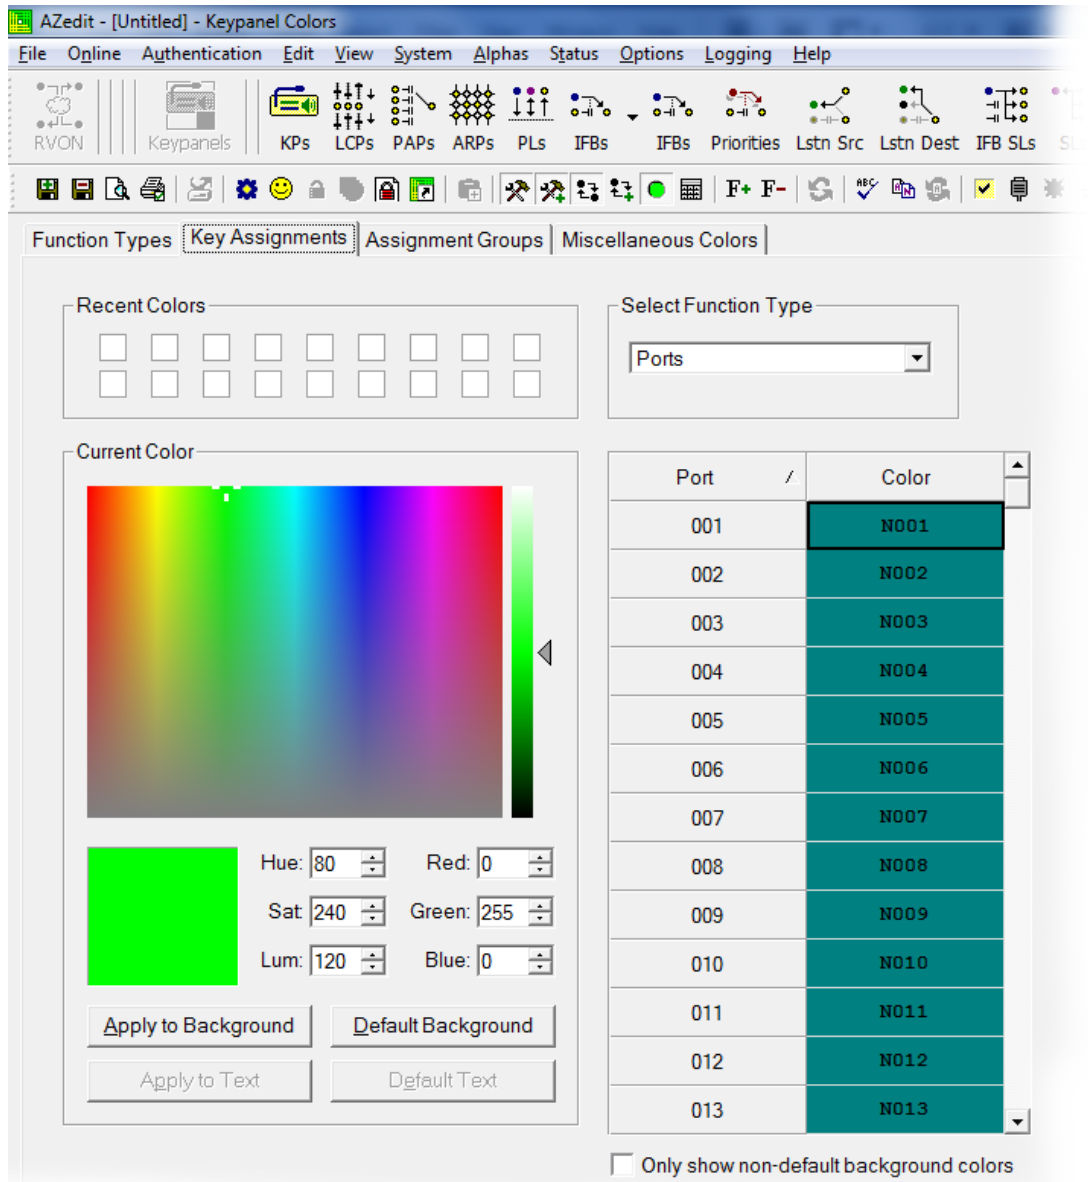 AZedit - [Untitled] - Keypanel Colors
File Online Authentication Edit View System Alphas Status Options Logging Help
RVON Keypanels KPs LCPs PAPs ARPs PLs IFBs IFBs Priorities Lstn Src Lstn Dest IFB SLs
F+ F- ABC
Function Types Key Assignments Assignment Groups Miscellaneous Colors
Recent Colors
Select Function Type
Ports
Current Color
Port Color
001 N001
002 N002
003 N003
004 N004
005 N005
006 N006
007 N007
008 N008
009 N009
010 N010
011 N011
012 N012
013 N013
Hue: 80 Red: 0
Sat: 240 Green: 255
Lum: 120 Blue: 0
Apply to Background Default Background
Apply to Text Default Text
Only show non-default background colors